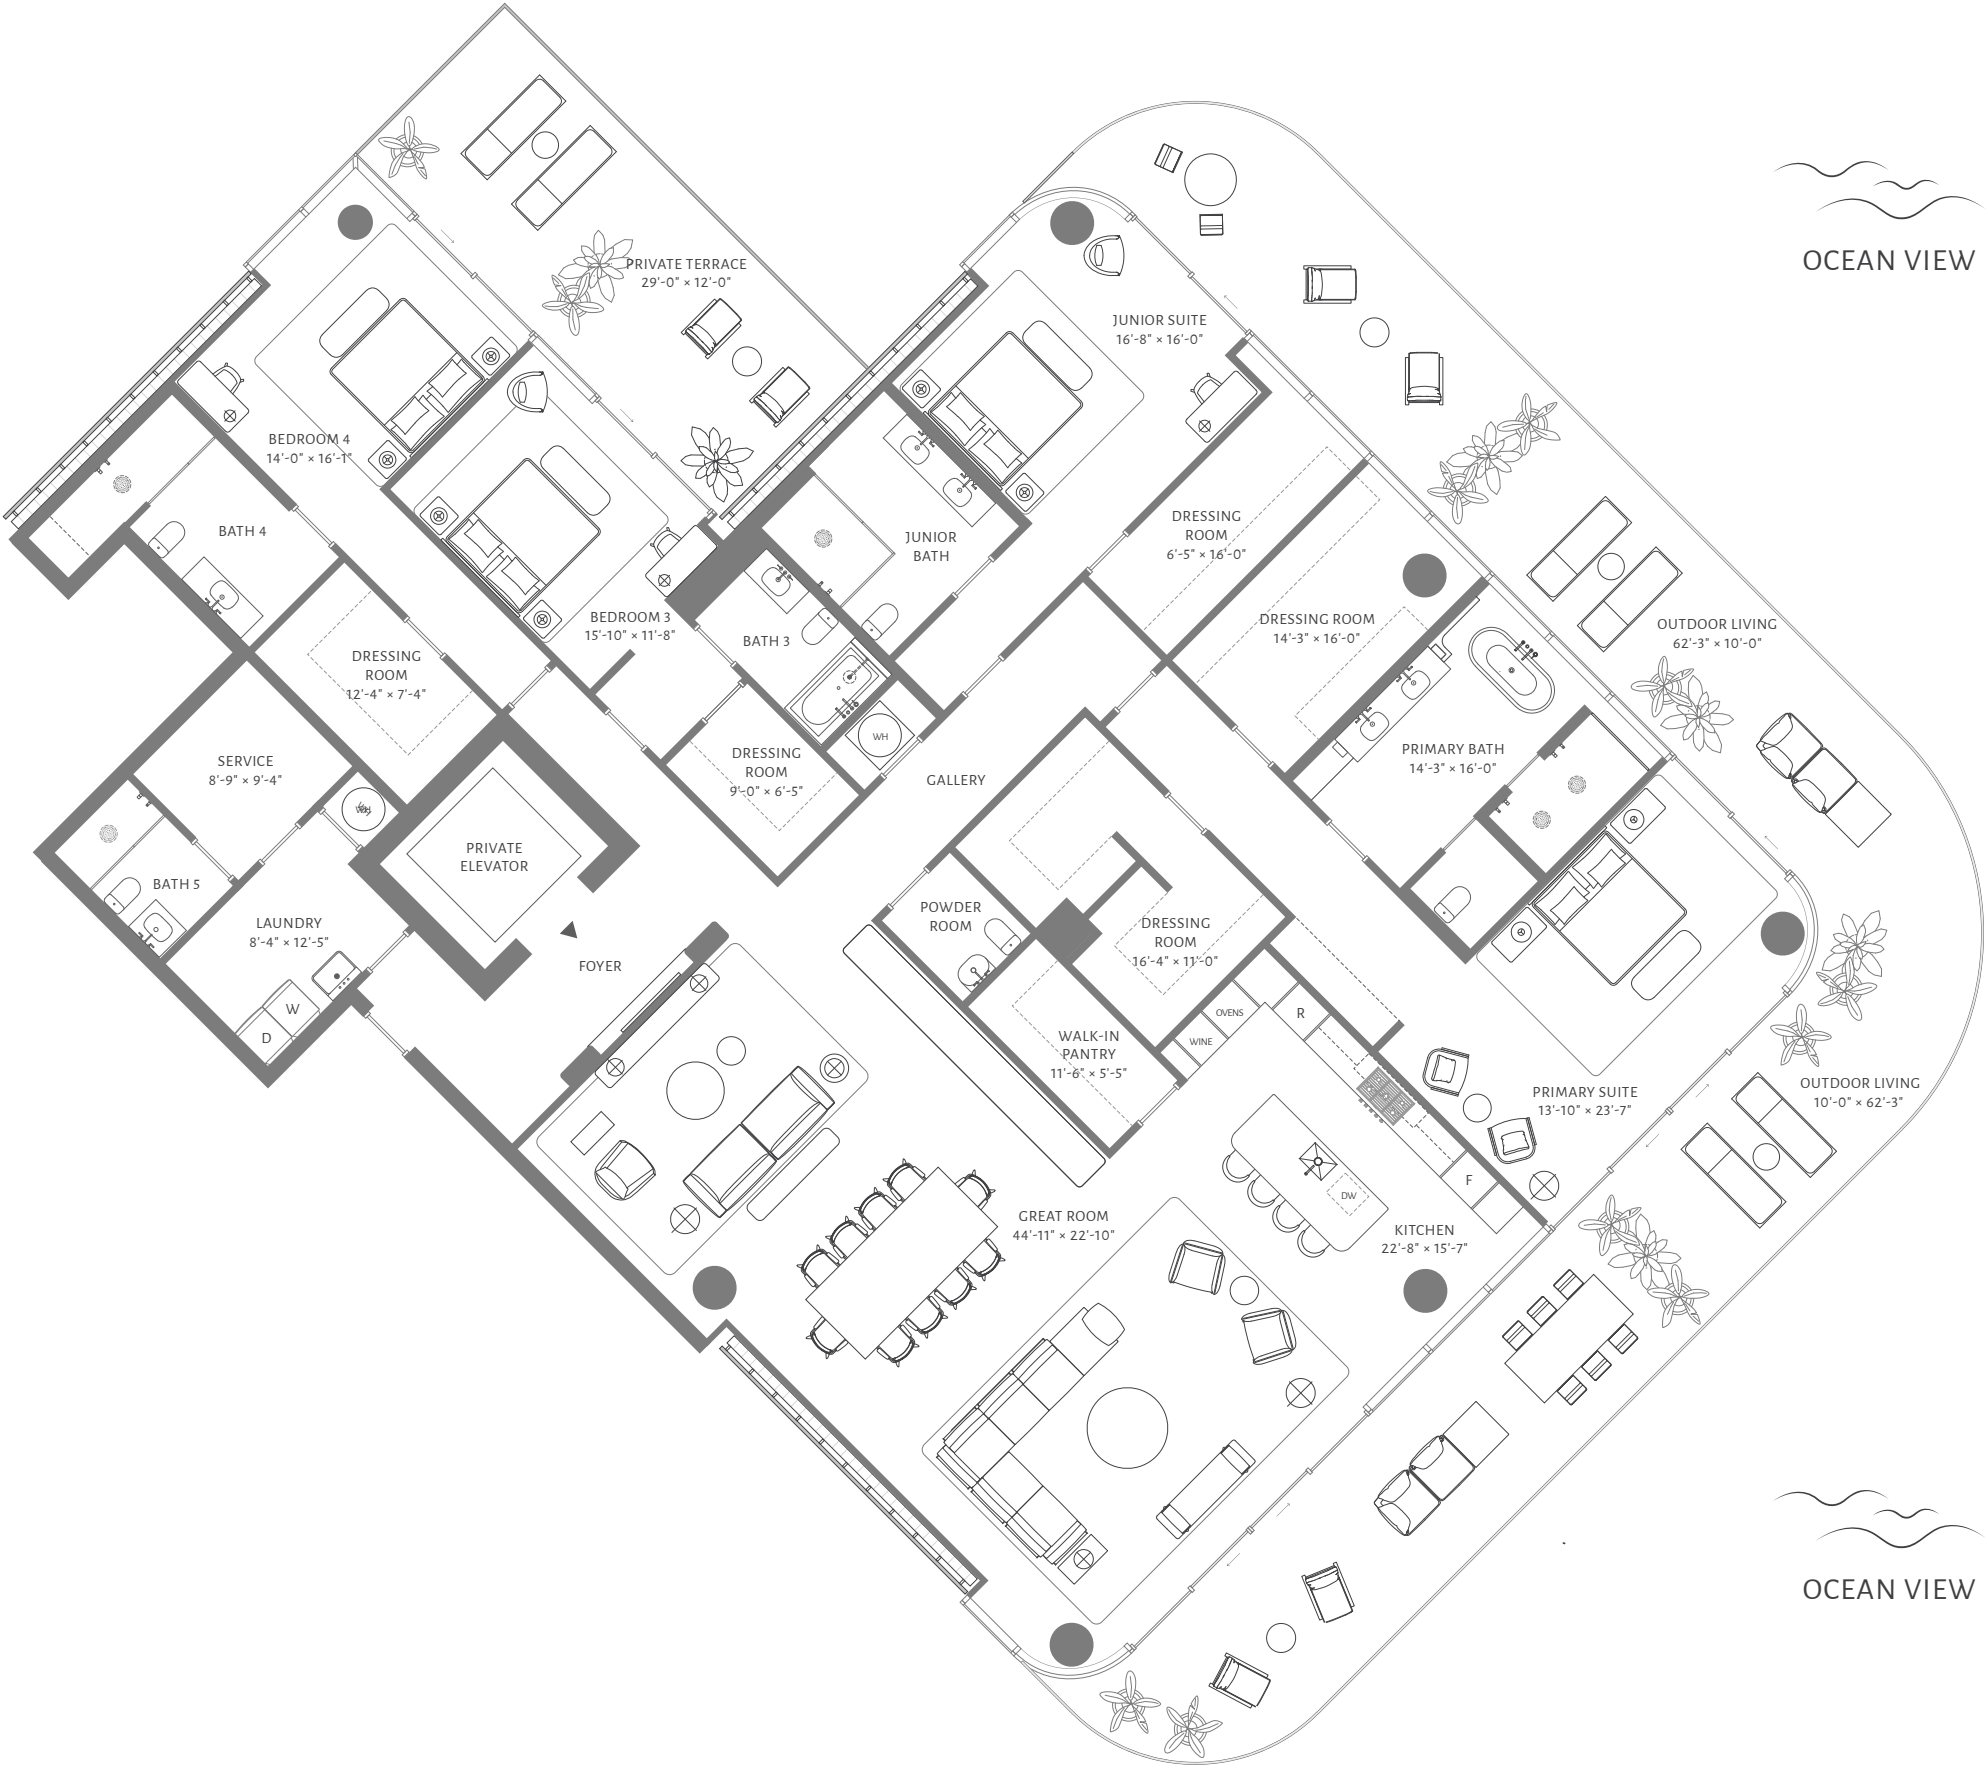 OCEAN VIEW
PRIVATE TERRACE
29'-0" × 12'-0"
JUNIOR SUITE
16'-8" × 16'-0"
BEDROOM 4
14'-0" × 16'-1"
BATH 4
JUNIOR
BATH
DRESSING
ROOM
6'-5" × 16'-0"
BEDROOM 3
15'-10" × 11'-8"
BATH 3
DRESSING ROOM
14'-3" × 16'-0"
OUTDOOR LIVING
62'-3" × 10'-0"
DRESSING
ROOM
12'-4" × 7'-4"
WH
SERVICE
8'-9" × 9'-4"
DRESSING
ROOM
9'-0" × 6'-5"
GALLERY
PRIMARY BATH
14'-3" × 16'-0"
PRIVATE
ELEVATOR
BATH 5
LAUNDRY
8'-4" × 12'-5"
POWDER
ROOM
DRESSING
ROOM
16'-4" × 11'-0"
FOYER
W
D
OVENS
R
WINE
WALK-IN
PANTRY
11'-6" × 5'-5"
PRIMARY SUITE
13'-10" × 23'-7"
OUTDOOR LIVING
10'-0" × 62'-3"
F
DW
GREAT ROOM
44'-11" × 22'-10"
KITCHEN
22'-8" × 15'-7"
OCEAN VIEW